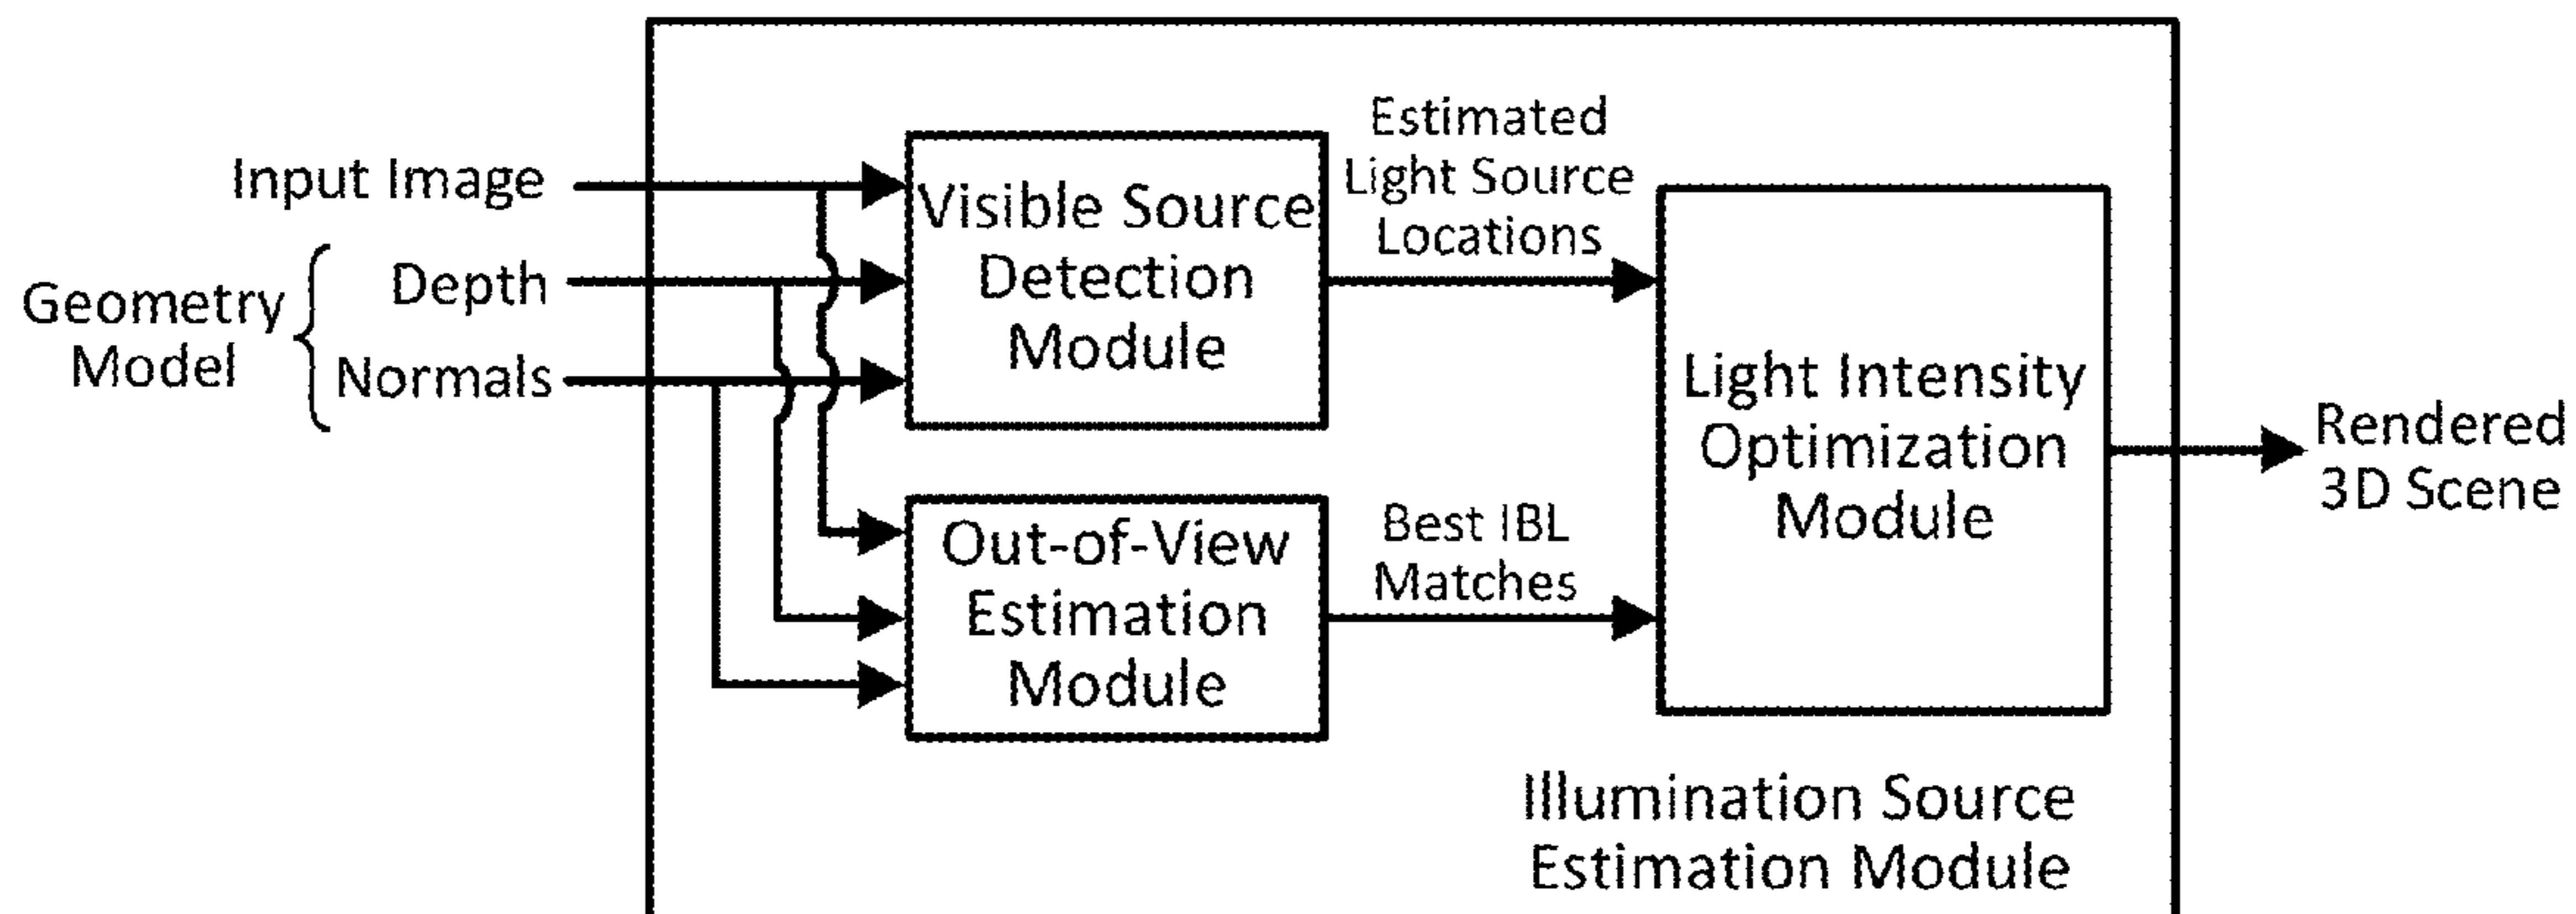 Input Image
Geometry
Model
Depth
Normals
Visible Source
Detection
Module
Out-of-View
Estimation
Module
Estimated
Light Source
Locations
Best IBL
Matches
Light Intensity
Optimization
Module
Rendered
3D Scene
Illumination Source
Estimation Module